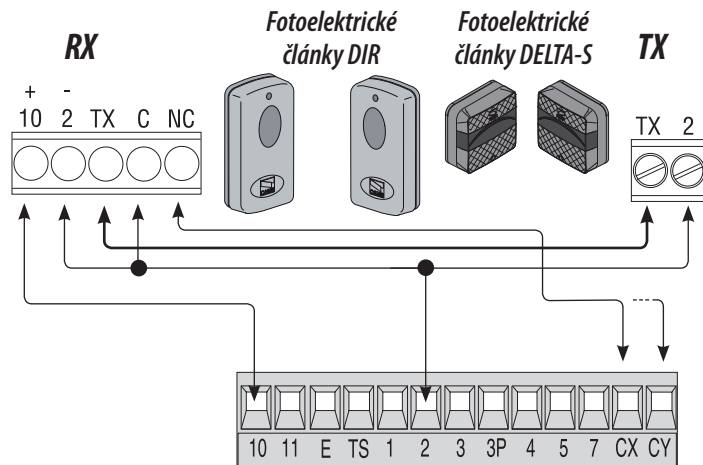 RX
Fotoelektrické
články DIR
Fotoelektrické
články DELTA-S
TX
+ -
10 2 TX C NC
TX 2
10 11 E TS 1 2 3 3P 4 5 7 CX CY